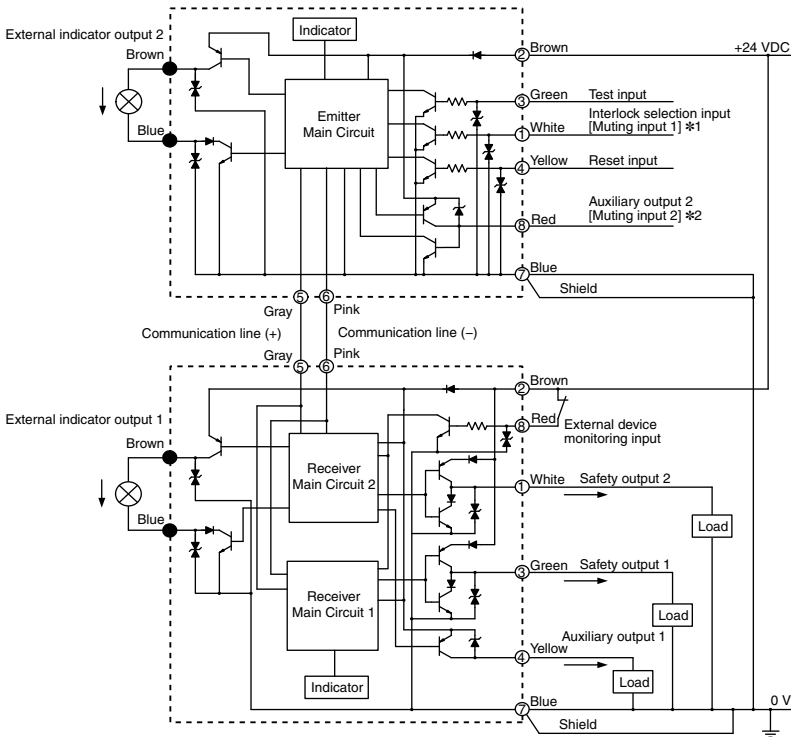 External indicator output 2
Brown
Blue
Indicator
Emitter
Main Circuit
② Brown
+24 VDC
③ Green
Test input
① White
Interlock selection input
[Muting input 1] *1
④ Yellow
Reset input
⑧ Red
Auxiliary output 2
[Muting input 2] *2
⑦ Blue
Shield
⑤ ⑥
Gray
Pink
Communication line (+)
Communication line (−)
Gray
Pink
⑤ ⑥
External indicator output 1
Brown
Blue
Receiver
Main Circuit 2
Receiver
Main Circuit 1
Indicator
② Brown
⑧ Red
External device
monitoring input
① White
Safety output 2
Load
③ Green
Safety output 1
Load
④ Yellow
Auxiliary output 1
Load
⑦ Blue
0 V
Shield